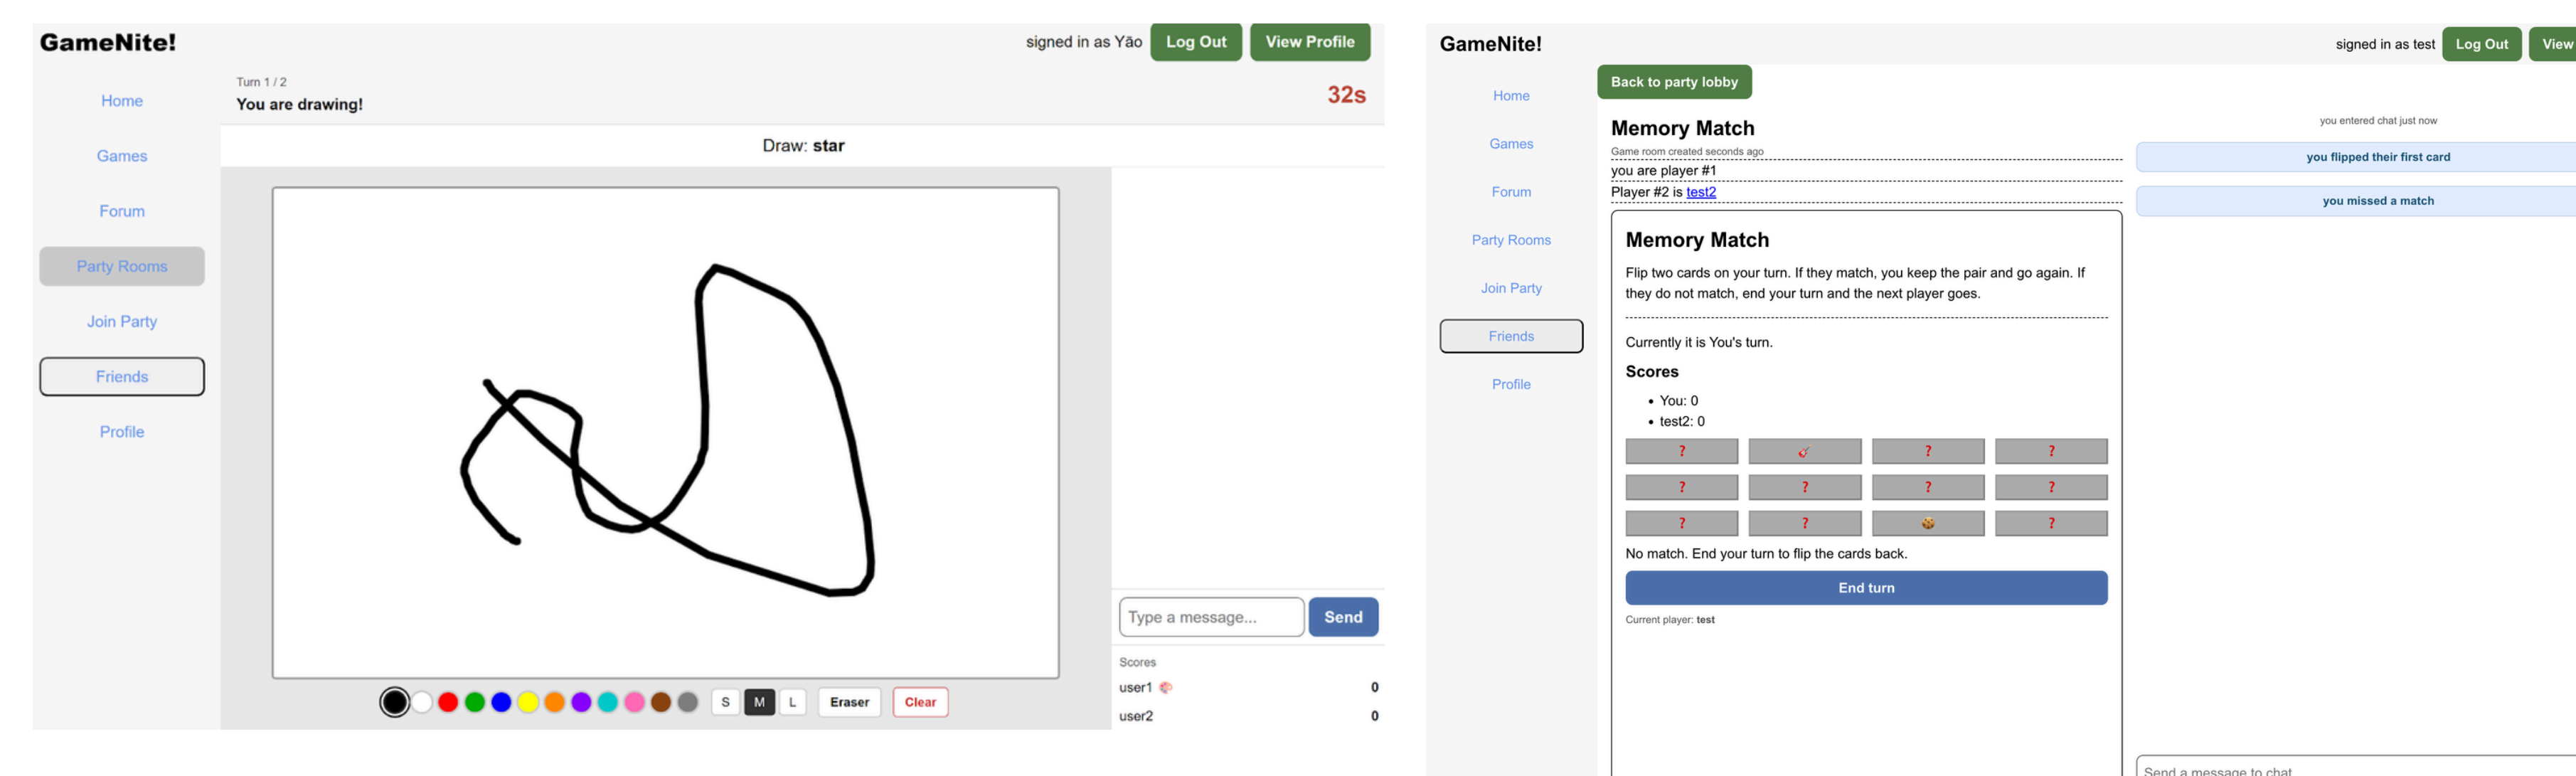 GameNite!
signed in as Yāo
Log Out
View Profile
Home
Games
Forum
Party Rooms
Join Party
Friends
Profile
Turn 1 / 2
You are drawing!
32s
Draw: star
Type a message...
Send
Scores
user1
0
user2
0
S
M
L
Eraser
Clear
GameNite!
signed in as test
Log Out
View
Home
Games
Forum
Party Rooms
Join Party
Friends
Profile
Back to party lobby
Memory Match
Game room created seconds ago
you are player #1
Player #2 is test2
Memory Match
Flip two cards on your turn. If they match, you keep the pair and go again. If
they do not match, end your turn and the next player goes.
Currently it is You's turn.
Scores
• You: 0
• test2: 0
? ? ?
? ? ? ?
? ? ?
No match. End your turn to flip the cards back.
End turn
Current player: test
you entered chat just now
you flipped their first card
you missed a match
Send a message to chat